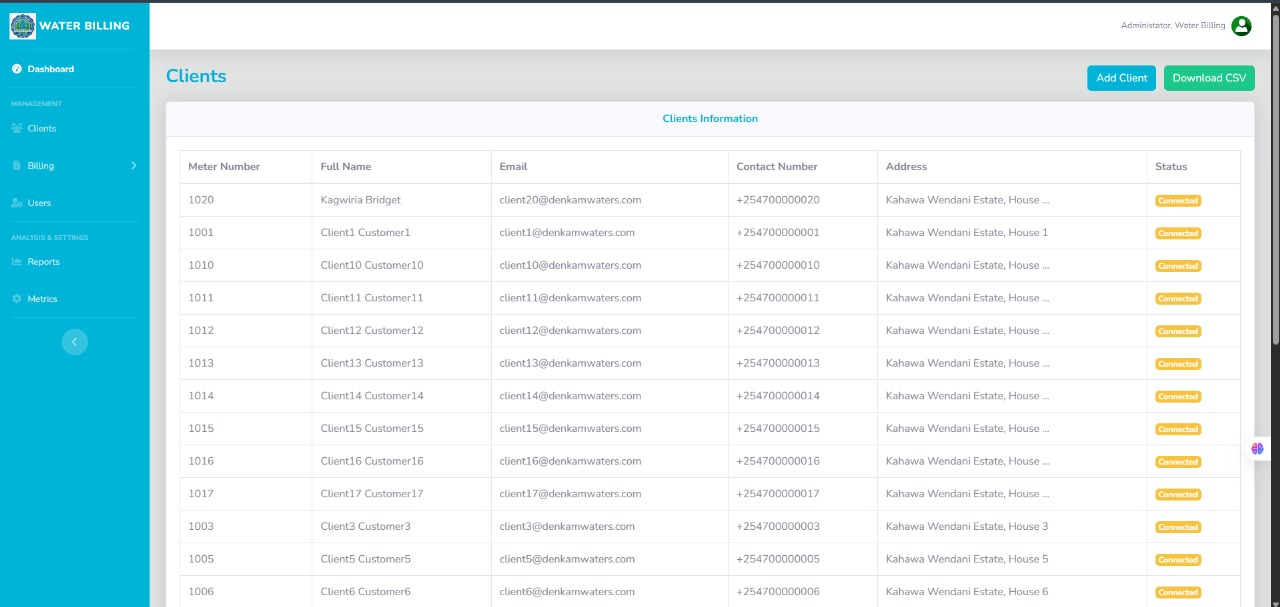 WATER BILLING
Administator, Water Billing
Dashboard
MANAGEMENT
Clients
Billing
Users
ANALYSIS & SETTINGS
Reports
Metrics
Clients
Add Client
Download CSV
Clients Information
Meter Number Full Name Email Contact Number Address Status
1020 Kagwiria Bridget client20@denkamwaters.com +254700000020 Kahawa Wendani Estate, House ... Connected
1001 Client1 Customer1 client1@denkamwaters.com +254700000001 Kahawa Wendani Estate, House 1 Connected
1010 Client10 Customer10 client10@denkamwaters.com +254700000010 Kahawa Wendani Estate, House ... Connected
1011 Client11 Customer11 client11@denkamwaters.com +254700000011 Kahawa Wendani Estate, House ... Connected
1012 Client12 Customer12 client12@denkamwaters.com +254700000012 Kahawa Wendani Estate, House ... Connected
1013 Client13 Customer13 client13@denkamwaters.com +254700000013 Kahawa Wendani Estate, House ... Connected
1014 Client14 Customer14 client14@denkamwaters.com +254700000014 Kahawa Wendani Estate, House ... Connected
1015 Client15 Customer15 client15@denkamwaters.com +254700000015 Kahawa Wendani Estate, House ... Connected
1016 Client16 Customer16 client16@denkamwaters.com +254700000016 Kahawa Wendani Estate, House ... Connected
1017 Client17 Customer17 client17@denkamwaters.com +254700000017 Kahawa Wendani Estate, House ... Connected
1003 Client3 Customer3 client3@denkamwaters.com +254700000003 Kahawa Wendani Estate, House 3 Connected
1005 Client5 Customer5 client5@denkamwaters.com +254700000005 Kahawa Wendani Estate, House 5 Connected
1006 Client6 Customer6 client6@denkamwaters.com +254700000006 Kahawa Wendani Estate, House 6 Connected